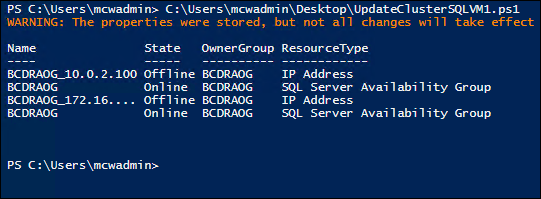 PS C:\Users\mcwadmin> C:\Users\mcwadmin\Desktop\UpdateClusterSQLVM1.ps1
WARNING: The properties were stored, but not all changes will take effect
Name State OwnerGroup ResourceType
---- ----- ---------- ------------
BCDRAOG_10.0.2.100 Offline BCDRAOG IP Address
BCDRAOG Online BCDRAOG SQL Server Availability Group
BCDRAOG_172.16.... Offline BCDRAOG IP Address
BCDRAOG Online BCDRAOG SQL Server Availability Group
PS C:\Users\mcwadmin>